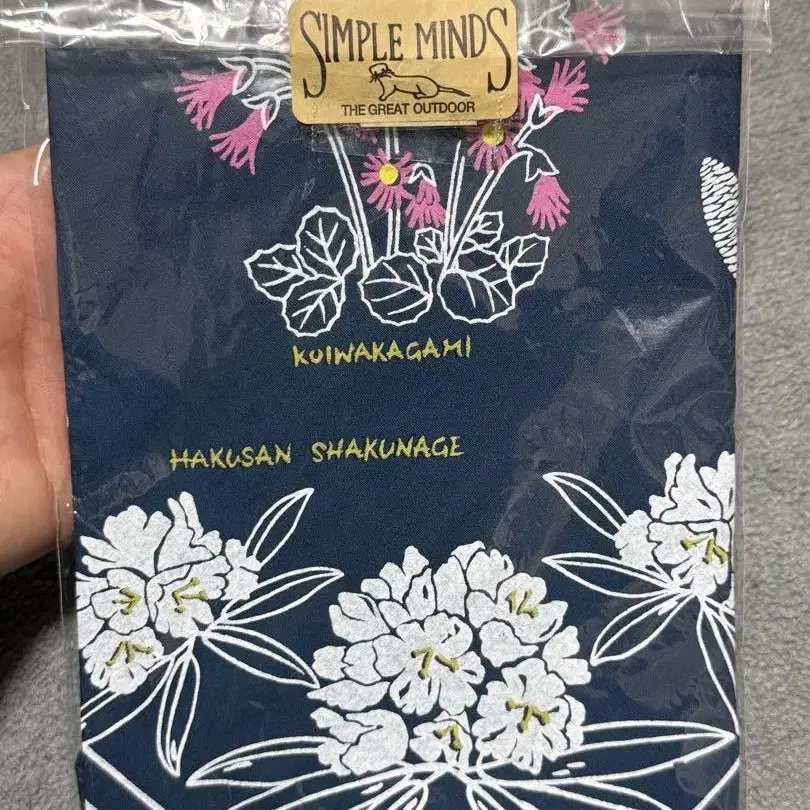 SIMPLE MINDS
THE GREAT OUTDOOR
KOIWAKAGAMI
HAKUSAN SHAKUNAGE